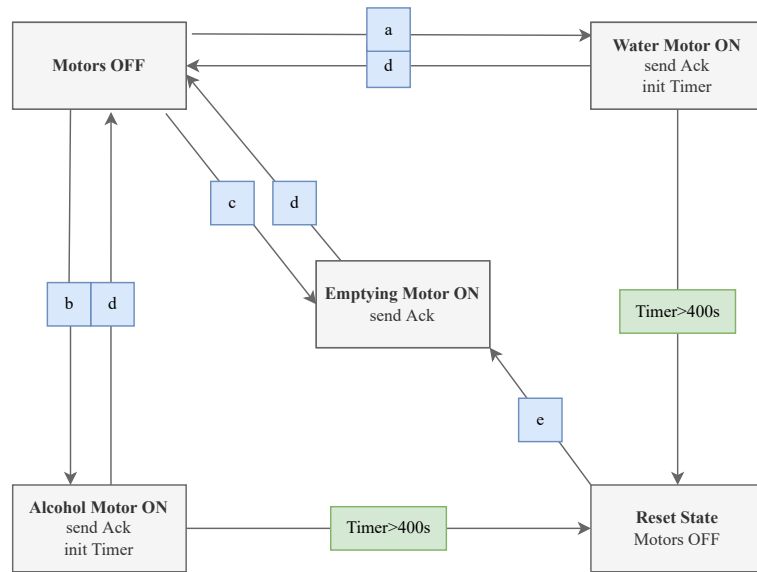 a
Motors OFF
Water Motor ON
send Ack
init Timer
d
c
d
Emptying Motor ON
send Ack
b
d
Timer>400s
e
Alcohol Motor ON
send Ack
init Timer
Timer>400s
Reset State
Motors OFF